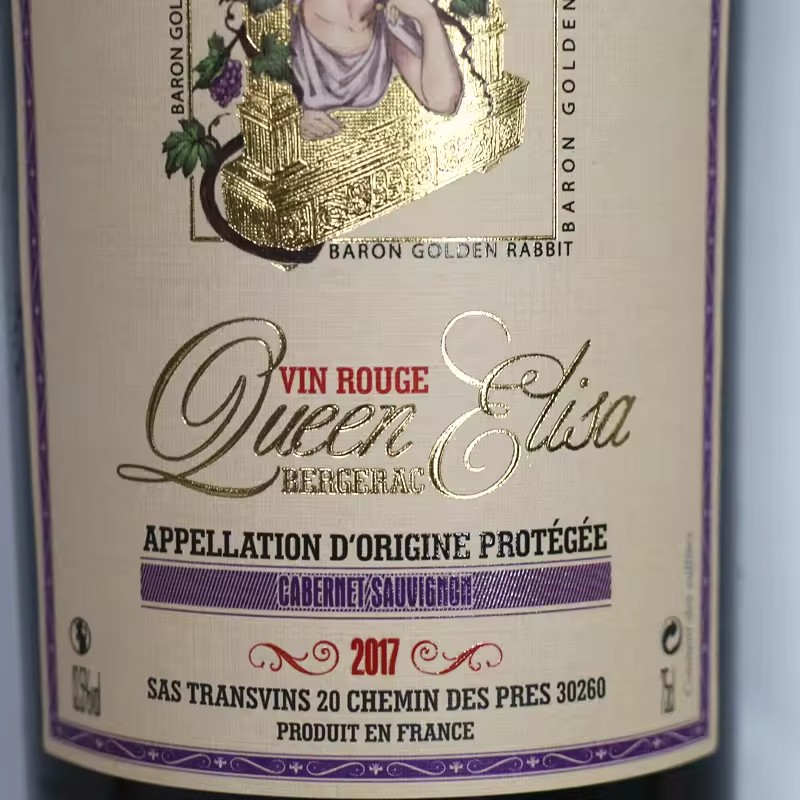 BARON GOL
BARON GOLDEN
BARON GOLDEN RABBIT
VIN ROUGE
Queen Elisa
BERGERAC
APPELLATION D'ORIGINE PROTÉGÉE
CABERNET/SAUVIGNON
2017
SAS TRANSVINS 20 CHEMIN DES PRES 30260
PRODUIT EN FRANCE